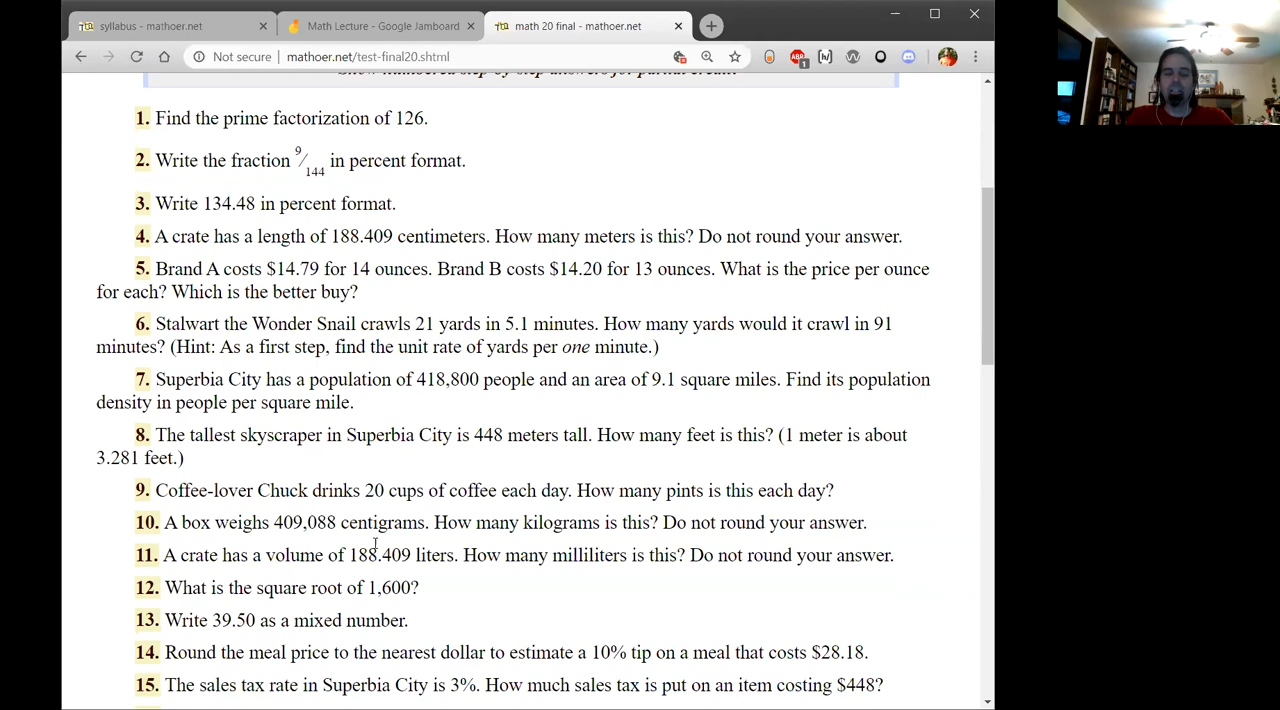 syllabus - mathoer.net
Math Lecture - Google Jamboard
math 20 final - mathoer.net
Not secure | mathoer.net/test-final20.shtml
Show numbered step-by-step answers for partial credit
1. Find the prime factorization of 126.
2. Write the fraction 9/144 in percent format.
3. Write 134.48 in percent format.
4. A crate has a length of 188.409 centimeters. How many meters is this? Do not round your answer.
5. Brand A costs $14.79 for 14 ounces. Brand B costs $14.20 for 13 ounces. What is the price per ounce
for each? Which is the better buy?
6. Stalwart the Wonder Snail crawls 21 yards in 5.1 minutes. How many yards would it crawl in 91
minutes? (Hint: As a first step, find the unit rate of yards per one minute.)
7. Superbia City has a population of 418,800 people and an area of 9.1 square miles. Find its population
density in people per square mile.
8. The tallest skyscraper in Superbia City is 448 meters tall. How many feet is this? (1 meter is about
3.281 feet.)
9. Coffee-lover Chuck drinks 20 cups of coffee each day. How many pints is this each day?
10. A box weighs 409,088 centigrams. How many kilograms is this? Do not round your answer.
11. A crate has a volume of 188.409 liters. How many milliliters is this? Do not round your answer.
12. What is the square root of 1,600?
13. Write 39.50 as a mixed number.
14. Round the meal price to the nearest dollar to estimate a 10% tip on a meal that costs $28.18.
15. The sales tax rate in Superbia City is 3%. How much sales tax is put on an item costing $448?